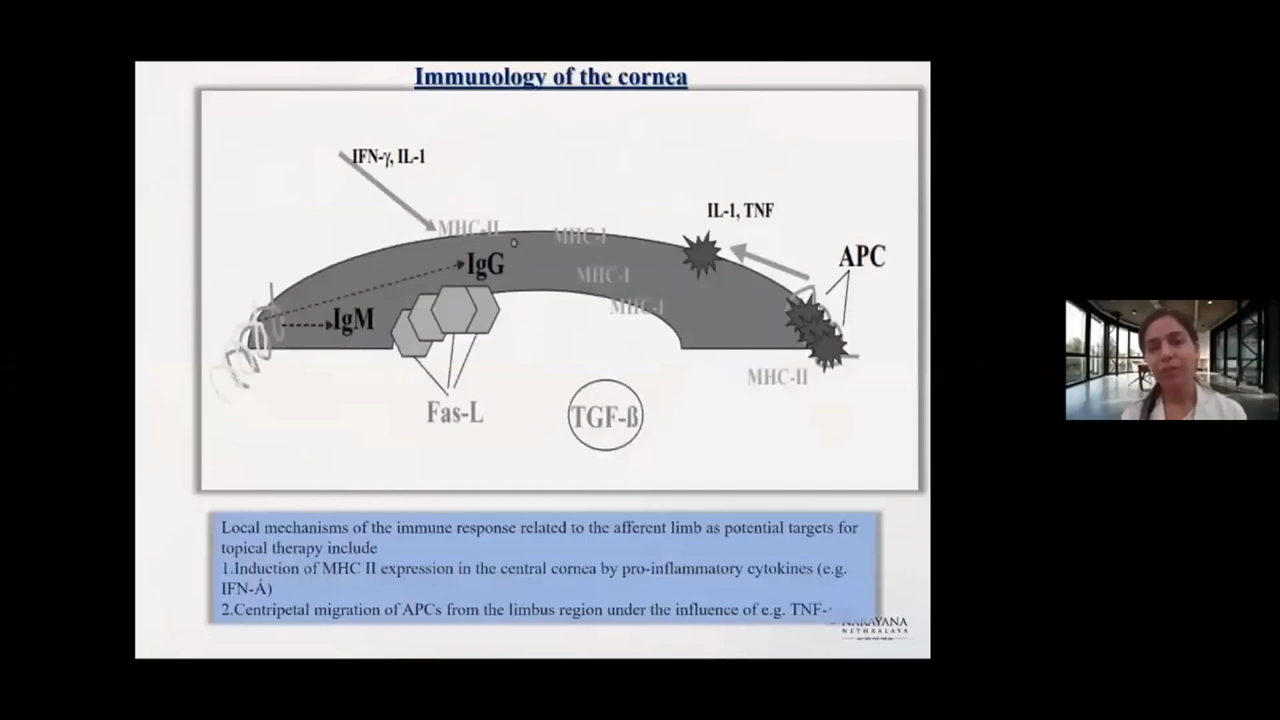 Immunology of the cornea
IFN-γ, IL-1
IL-1, TNF
MHC-II
MHC-I
APC
IgG
MHC-I
MHC-I
IgM
MHC-II
Fas-L
TGF-ß
Local mechanisms of the immune response related to the afferent limb as potential targets for
topical therapy include
1.Induction of MHC II expression in the central cornea by pro-inflammatory cytokines (e.g.
IFN-Á)
2.Centripetal migration of APCs from the limbus region under the influence of e.g. TNF-
NARAYANA
NETHRALAYA